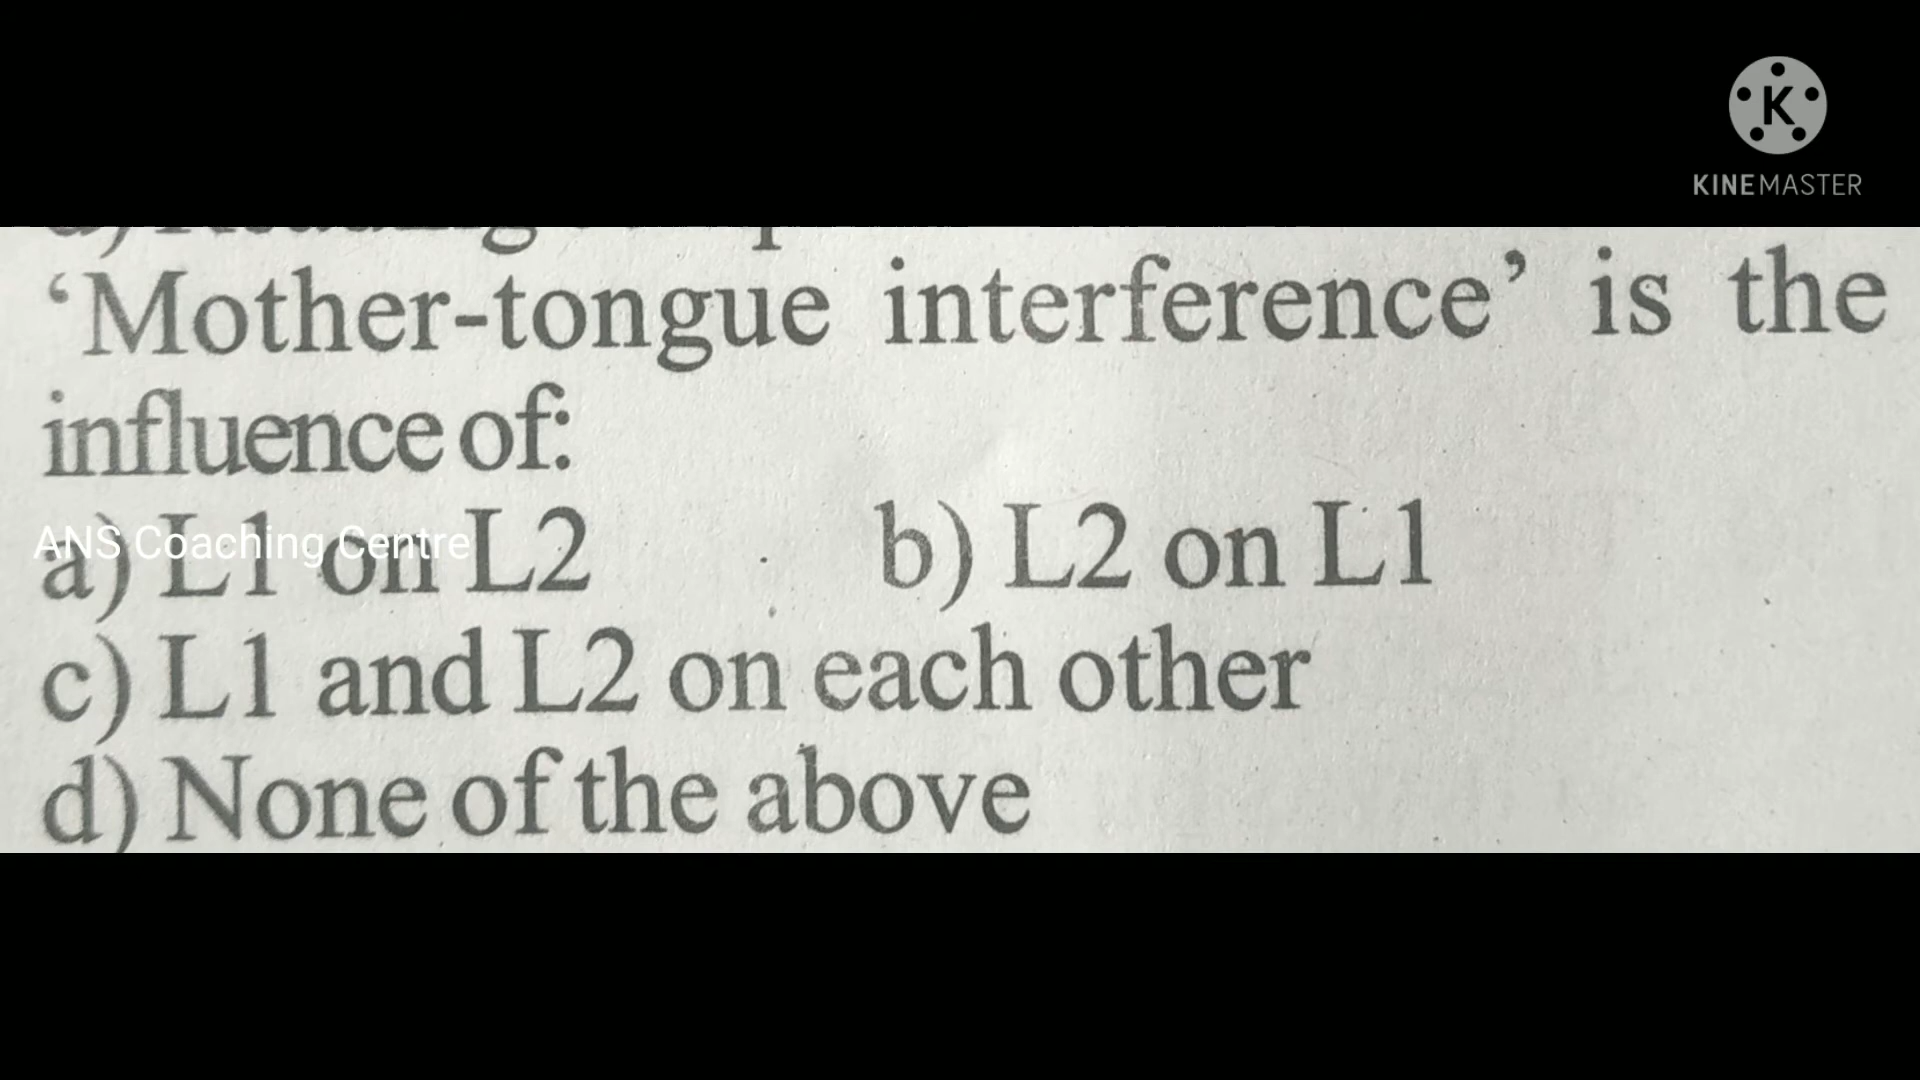 K
KINEMASTER
‘Mother-tongue interference’ is the
influence of:
a) L1 on L2 b) L2 on L1
ANS Coaching Centre
c) L1 and L2 on each other
d) None of the above